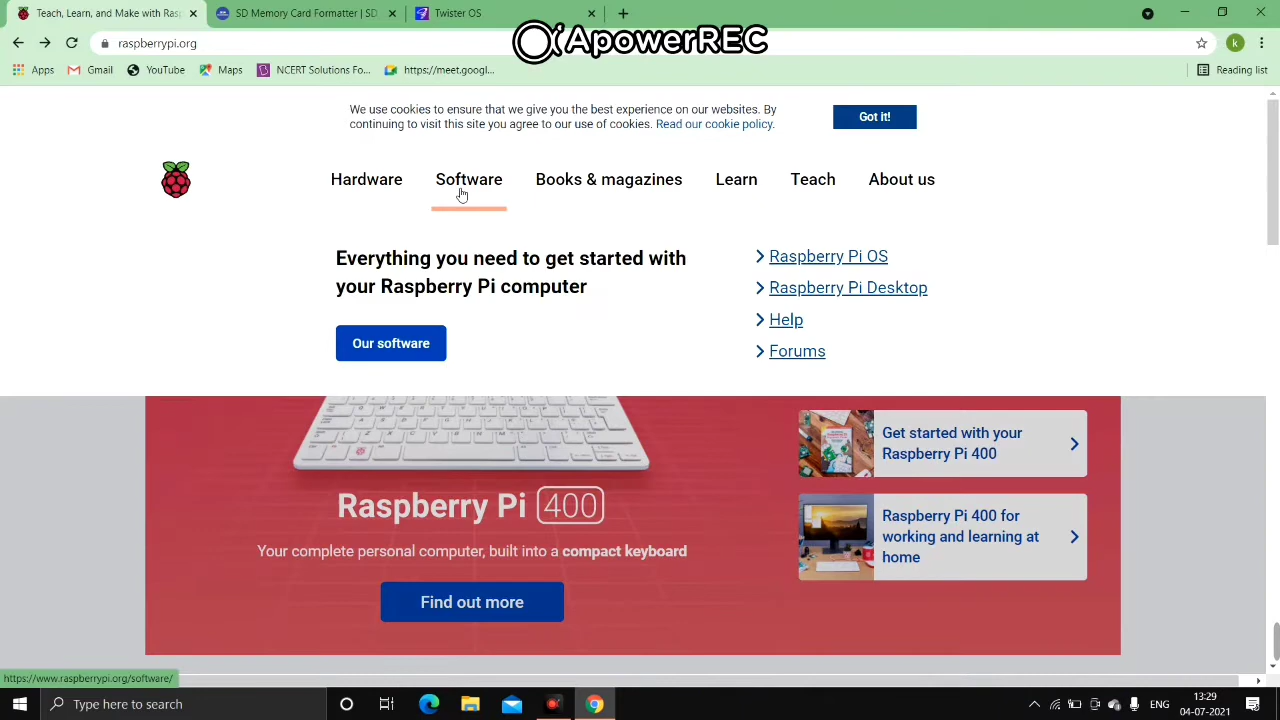 Teach, Learn, and Make with Ras
SD Memory Card Formatter | SD
Twister OS
raspberrypi.org
ApowerREC
k
Apps
Gmail
YouTube
Maps
NCERT Solutions Fo...
https://meet.googl...
Reading list
We use cookies to ensure that we give you the best experience on our websites. By
continuing to visit this site you agree to our use of cookies. Read our cookie policy.
Got it!
Hardware
Software
Books & magazines
Learn
Teach
About us
Everything you need to get started with
your Raspberry Pi computer
Our software
Raspberry Pi OS
Raspberry Pi Desktop
Help
Forums
Get started with your
Raspberry Pi 400
Raspberry Pi 400
Raspberry Pi 400 for
working and learning at
home
Your complete personal computer, built into a compact keyboard
Find out more
https://www.raspberrypi.org/software/
Type here to search
ENG
13:29
04-07-2021